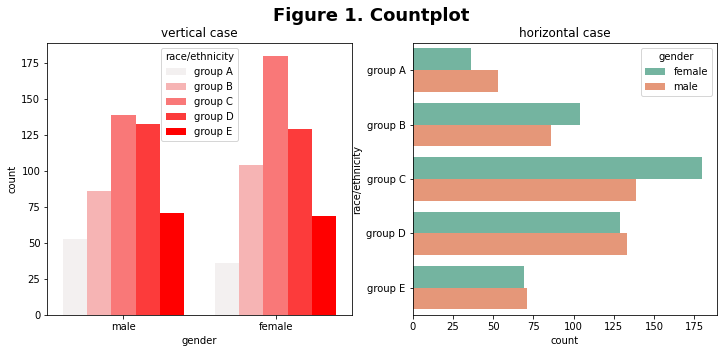 Figure 1. Countplot
vertical case
race/ethnicity
group A
group B
group C
group D
group E
count
175
150
125
100
75
50
25
0
male
female
gender
horizontal case
gender
female
male
race/ethnicity
group A
group B
group C
group D
group E
0
25
50
75
100
125
150
175
count